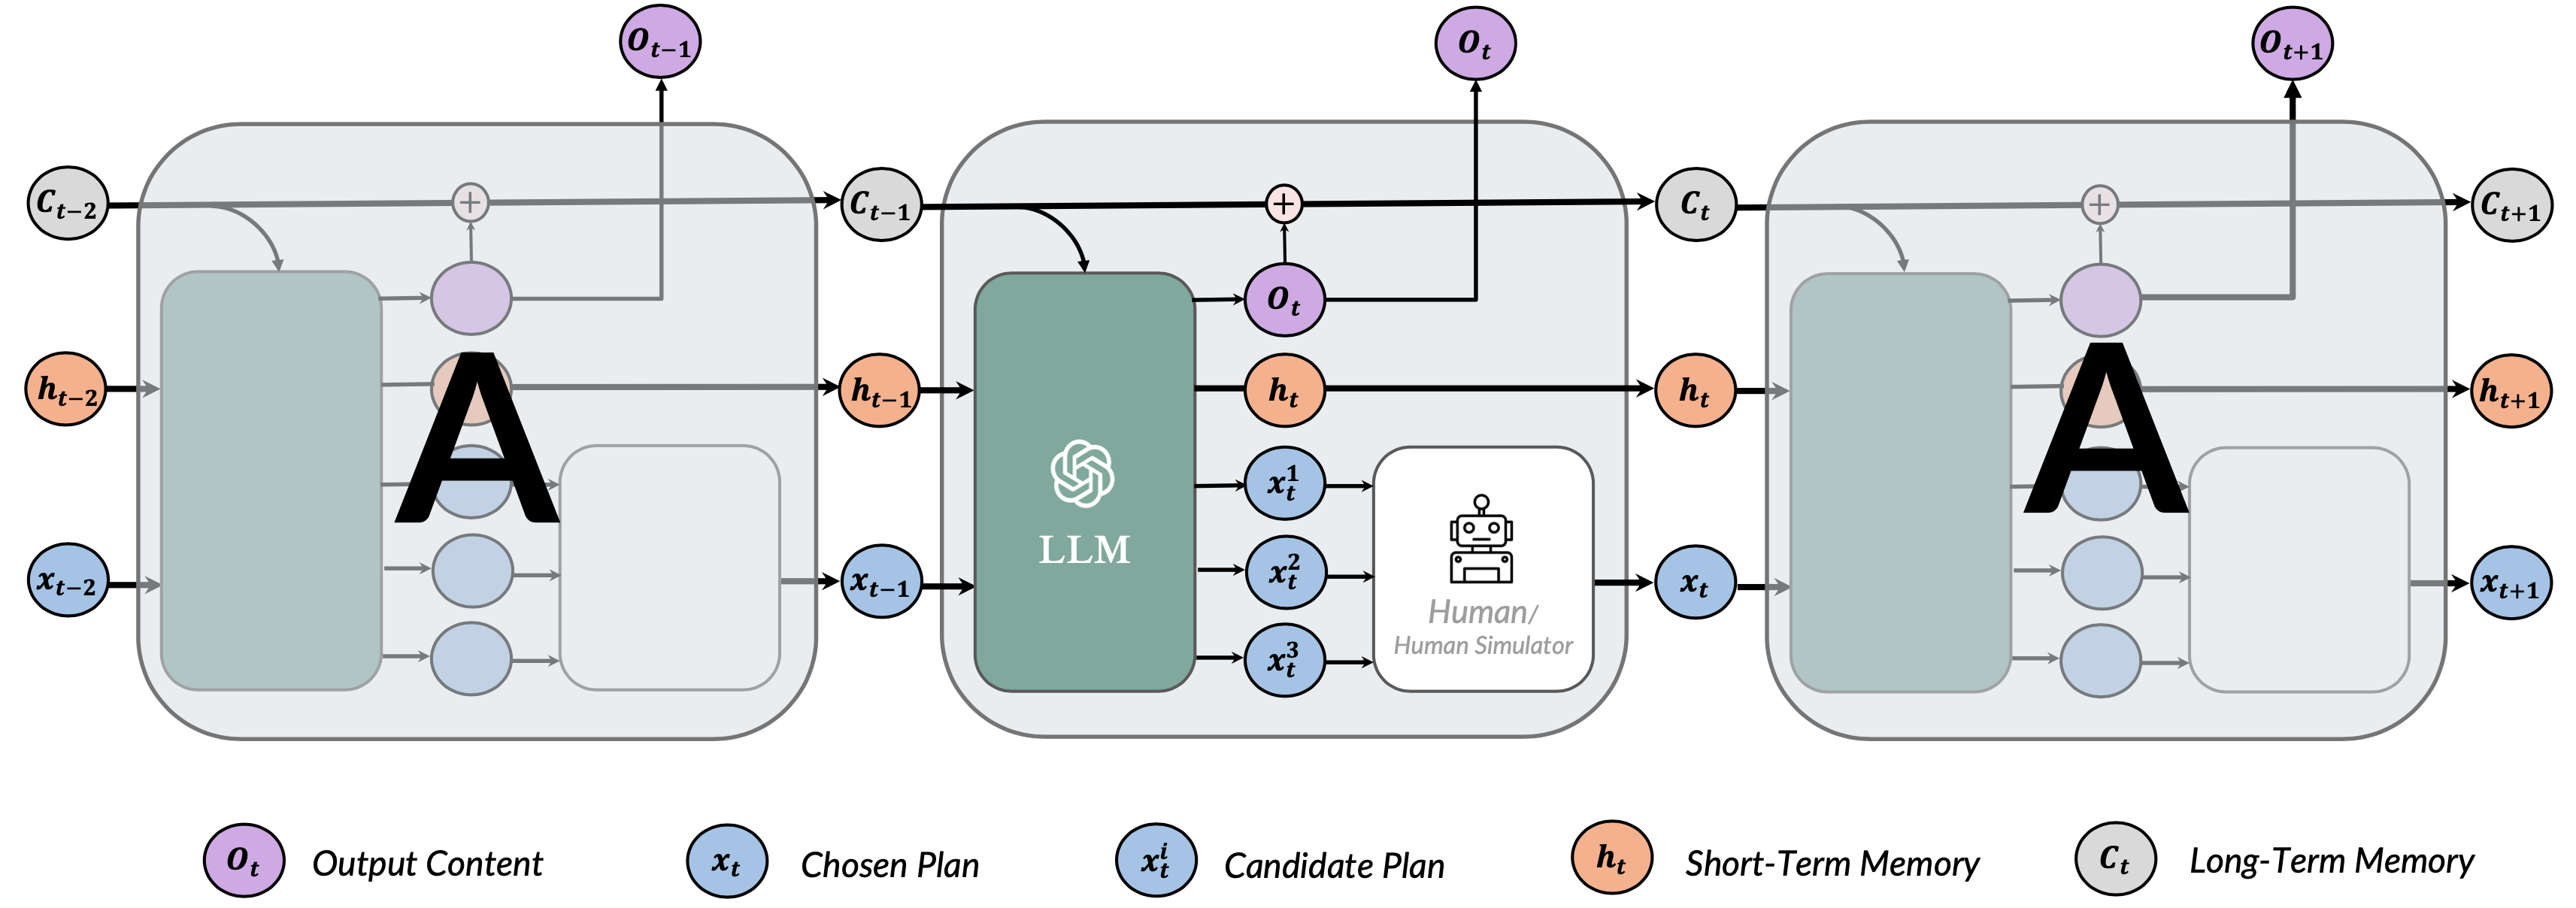 O_{t-1}
O_t
O_{t+1}
C_{t-2}
+
C_{t-1}
+
C_t
+
C_{t+1}
O_t
A
A
h_{t-2}
h_{t-1}
h_t
h_t
h_{t+1}
x_t^1
LLM
x_{t-2}
x_{t-1}
x_t^2
x_t
x_{t+1}
Human/
Human Simulator
x_t^3
O_t Output Content
x_t Chosen Plan
x_t^i Candidate Plan
h_t Short-Term Memory
C_t Long-Term Memory